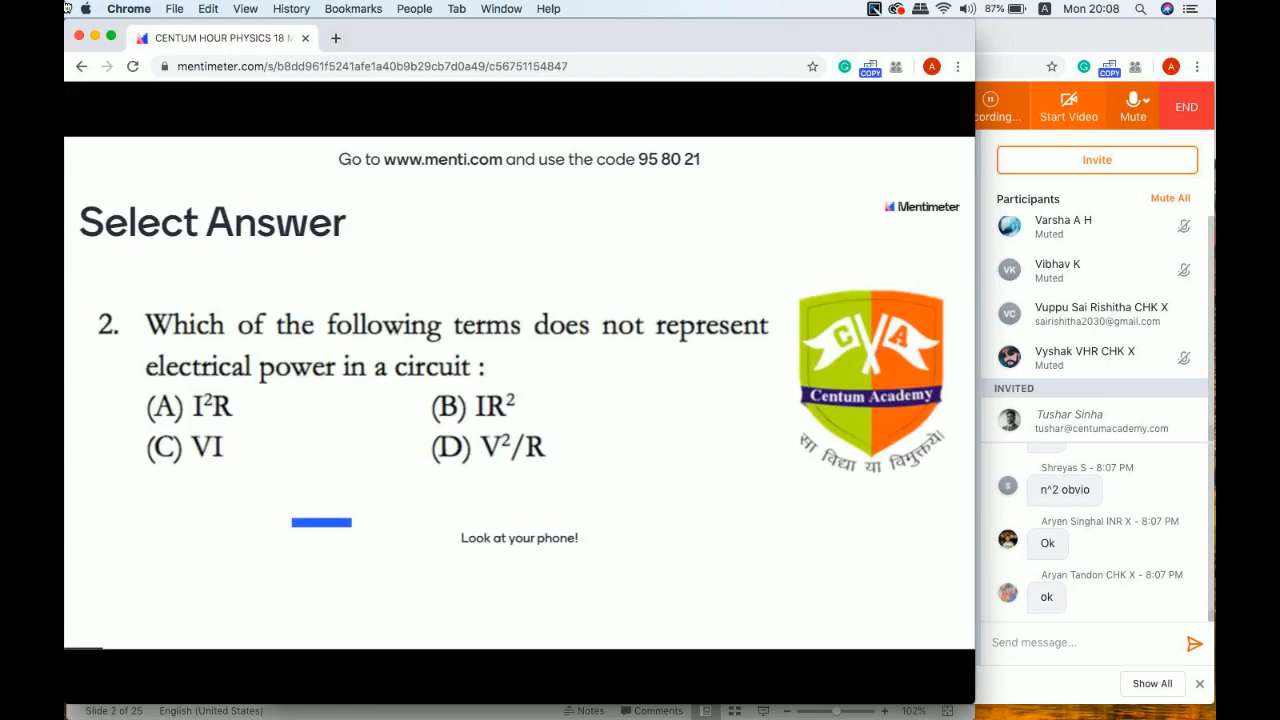 Chrome File Edit View History Bookmarks People Tab Window Help
87% A Mon 20:08
CENTUM HOUR PHYSICS 18 M
mentimeter.com/s/b8dd961f5241afe1a40b9b29cb7d0a49/c56751154847
COPY
A
COPY
A
Go to www.menti.com and use the code 95 80 21
Mentimeter
Select Answer
2. Which of the following terms does not represent
electrical power in a circuit :
(A) I²R (B) IR²
(C) VI (D) V²/R
C A
Centum Academy
सा विद्या या विमुक्तये।
Look at your phone!
cording...
Start Video
Mute
END
Invite
Participants
Mute All
Varsha A H
Muted
VK
Vibhav K
Muted
VC
Vuppu Sai Rishitha CHK X
sairishitha2030@gmail.com
Vyshak VHR CHK X
Muted
INVITED
Tushar Sinha
tushar@centumacademy.com
Shreyas S - 8:07 PM
S
n^2 obvio
Aryen Singhal INR X - 8:07 PM
Ok
Aryan Tandon CHK X - 8:07 PM
ok
Send message...
Show All
Slide 2 of 25 English (United States) Notes Comments 102%